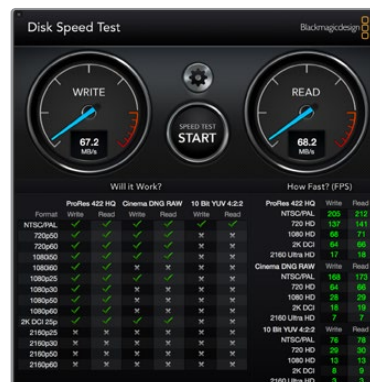 Disk Speed Test
Blackmagicdesign
WRITE
67.2
MB/s
SPEED TEST
START
READ
68.2
MB/s
Will it Work?
ProRes 422 HQ Cinema DNG RAW 10 Bit YUV 4:2:2
Format Write Read Write Read Write Read
NTSC/PAL
720p50
720p60
1080i50
1080i60
1080p25
1080p30
1080p50
1080p60
2K DCI 25p
2160p25
2160p30
2160p50
2160p60
How Fast? (FPS)
ProRes 422 HQ Write Read
NTSC/PAL 205 212
720 HD 137 141
1080 HD 68 71
2K DCI 64 66
2160 Ultra HD 17 18
Cinema DNG RAW Write Read
NTSC/PAL 168 173
720 HD 64 66
1080 HD 28 29
2K DCI 18 19
2160 Ultra HD 7 7
10 Bit YUV 4:2:2 Write Read
NTSC/PAL 76 78
720 HD 29 30
1080 HD 13 13
2K DCI 8 9
2160 Ultra HD 3 3